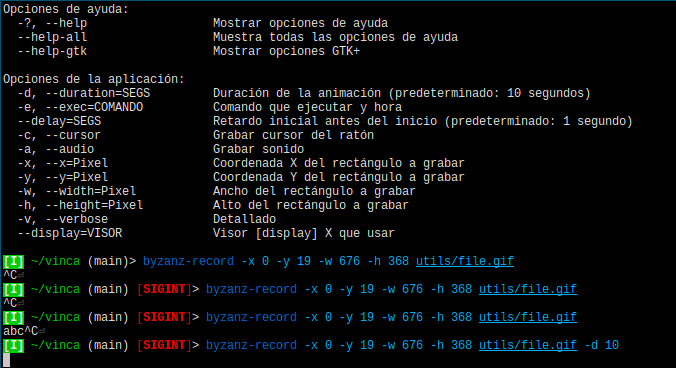 Opciones de ayuda:
  -?, --help                  Mostrar opciones de ayuda
  --help-all                  Muestra todas las opciones de ayuda
  --help-gtk                  Mostrar opciones GTK+

Opciones de la aplicación:
  -d, --duration=SEGS         Duración de la animación (predeterminado: 10 segundos)
  -e, --exec=COMANDO          Comando que ejecutar y hora
  --delay=SEGS                Retardo inicial antes del inicio (predeterminado: 1 segundo)
  -c, --cursor                Grabar cursor del ratón
  -a, --audio                 Grabar sonido
  -x, --x=Pixel               Coordenada X del rectángulo a grabar
  -y, --y=Pixel               Coordenada Y del rectángulo a grabar
  -w, --width=Pixel           Ancho del rectángulo a grabar
  -h, --height=Pixel          Alto del rectángulo a grabar
  -v, --verbose               Detallado
  --display=VISOR             Visor [display] X que usar

[I] ~/vinca (main)> byzanz-record -x 0 -y 19 -w 676 -h 368 utils/file.gif
^C⏎
[I] ~/vinca (main) [SIGINT]> byzanz-record -x 0 -y 19 -w 676 -h 368 utils/file.gif
^C⏎
[I] ~/vinca (main) [SIGINT]> byzanz-record -x 0 -y 19 -w 676 -h 368 utils/file.gif
abc^C⏎
[I] ~/vinca (main) [SIGINT]> byzanz-record -x 0 -y 19 -w 676 -h 368 utils/file.gif -d 10